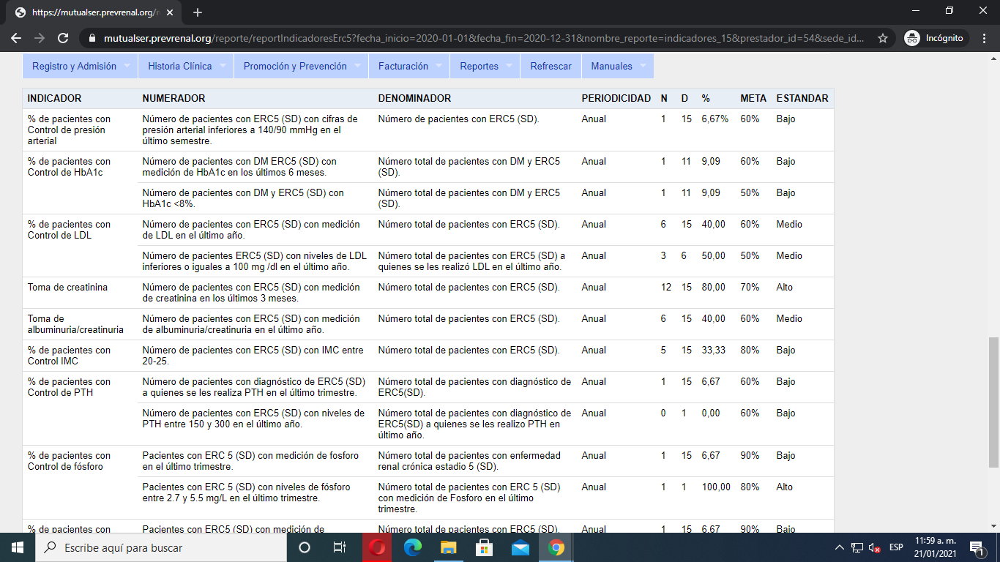 https://mutualser.prevrenal.org/r
mutualser.prevrenal.org/reporte/reportIndicadoresErc5?fecha_inicio=2020-01-01&fecha_fin=2020-12-31&nombre_reporte=indicadores_15&prestador_id=54&sede_id...
Incógnito
Registro y Admisión Historia Clínica Promoción y Prevención Facturación Reportes Refrescar Manuales
INDICADOR NUMERADOR DENOMINADOR PERIODICIDAD N D % META ESTANDAR
% de pacientes con Número de pacientes con ERC5 (SD) con cifras de Número de pacientes con ERC5 (SD). Anual 1 15 6,67% 60% Bajo
Control de presión presión arterial inferiores a 140/90 mmHg en el
arterial último semestre.
% de pacientes con Número de pacientes con DM ERC5 (SD) con Número total de pacientes con DM y ERC5 Anual 1 11 9,09 60% Bajo
Control de HbA1c medición de HbA1c en los últimos 6 meses. (SD).
Número de pacientes con DM y ERC5 (SD) con Número total de pacientes con DM y ERC5 Anual 1 11 9,09 50% Bajo
HbA1c <8%. (SD).
% de pacientes con Número de pacientes con ERC5 (SD) con medición Número total de pacientes con ERC5 (SD). Anual 6 15 40,00 60% Medio
Control de LDL de LDL en el último año.
Número de pacientes ERC5 (SD) con niveles de LDL Número total de pacientes con ERC5 (SD) a Anual 3 6 50,00 50% Medio
inferiores o iguales a 100 mg /dl en el último año. quienes se les realizó LDL en el último año.
Toma de creatinina Número de pacientes con ERC5 (SD) con medición Número total de pacientes con ERC5 (SD). Anual 12 15 80,00 70% Alto
de creatinina en los últimos 3 meses.
Toma de Número de pacientes con ERC5 (SD) con medición Número total de pacientes con ERC5 (SD). Anual 6 15 40,00 60% Medio
albuminuria/creatinuria de albuminuria/creatinuria en el último año.
% de pacientes con Número de pacientes con ERC5 (SD) con IMC entre Número total de pacientes con ERC5 (SD). Anual 5 15 33,33 80% Bajo
Control IMC 20-25.
% de pacientes con Número de pacientes con diagnóstico de ERC5 (SD) Número total de pacientes con diagnóstico de Anual 1 15 6,67 60% Bajo
Control de PTH a quienes se les realiza PTH en el último trimestre. ERC5(SD).
Número de pacientes con ERC5 (SD) con niveles de Número total de pacientes con diagnóstico de Anual 0 1 0,00 60% Bajo
PTH entre 150 y 300 en el último año. ERC5(SD) a quienes se les realizo PTH en
último año.
% de pacientes con Pacientes con ERC 5 (SD) con medición de fosforo Número total de pacientes con enfermedad Anual 1 15 6,67 90% Bajo
Control de fósforo en el último trimestre. renal crónica estadio 5 (SD).
Pacientes con ERC 5 (SD) con niveles de fósforo Número total de pacientes con ERC 5 (SD) Anual 1 1 100,00 80% Alto
entre 2.7 y 5.5 mg/L en el último trimestre. con medición de Fosforo en el último
trimestre.
% de pacientes con Pacientes con ERC5 (SD) con medición de Número total de pacientes con ERC5 (SD). Anual 1 15 6,67 90% Bajo
Escribe aquí para buscar
ESP
11:59 a. m.
21/01/2021
1